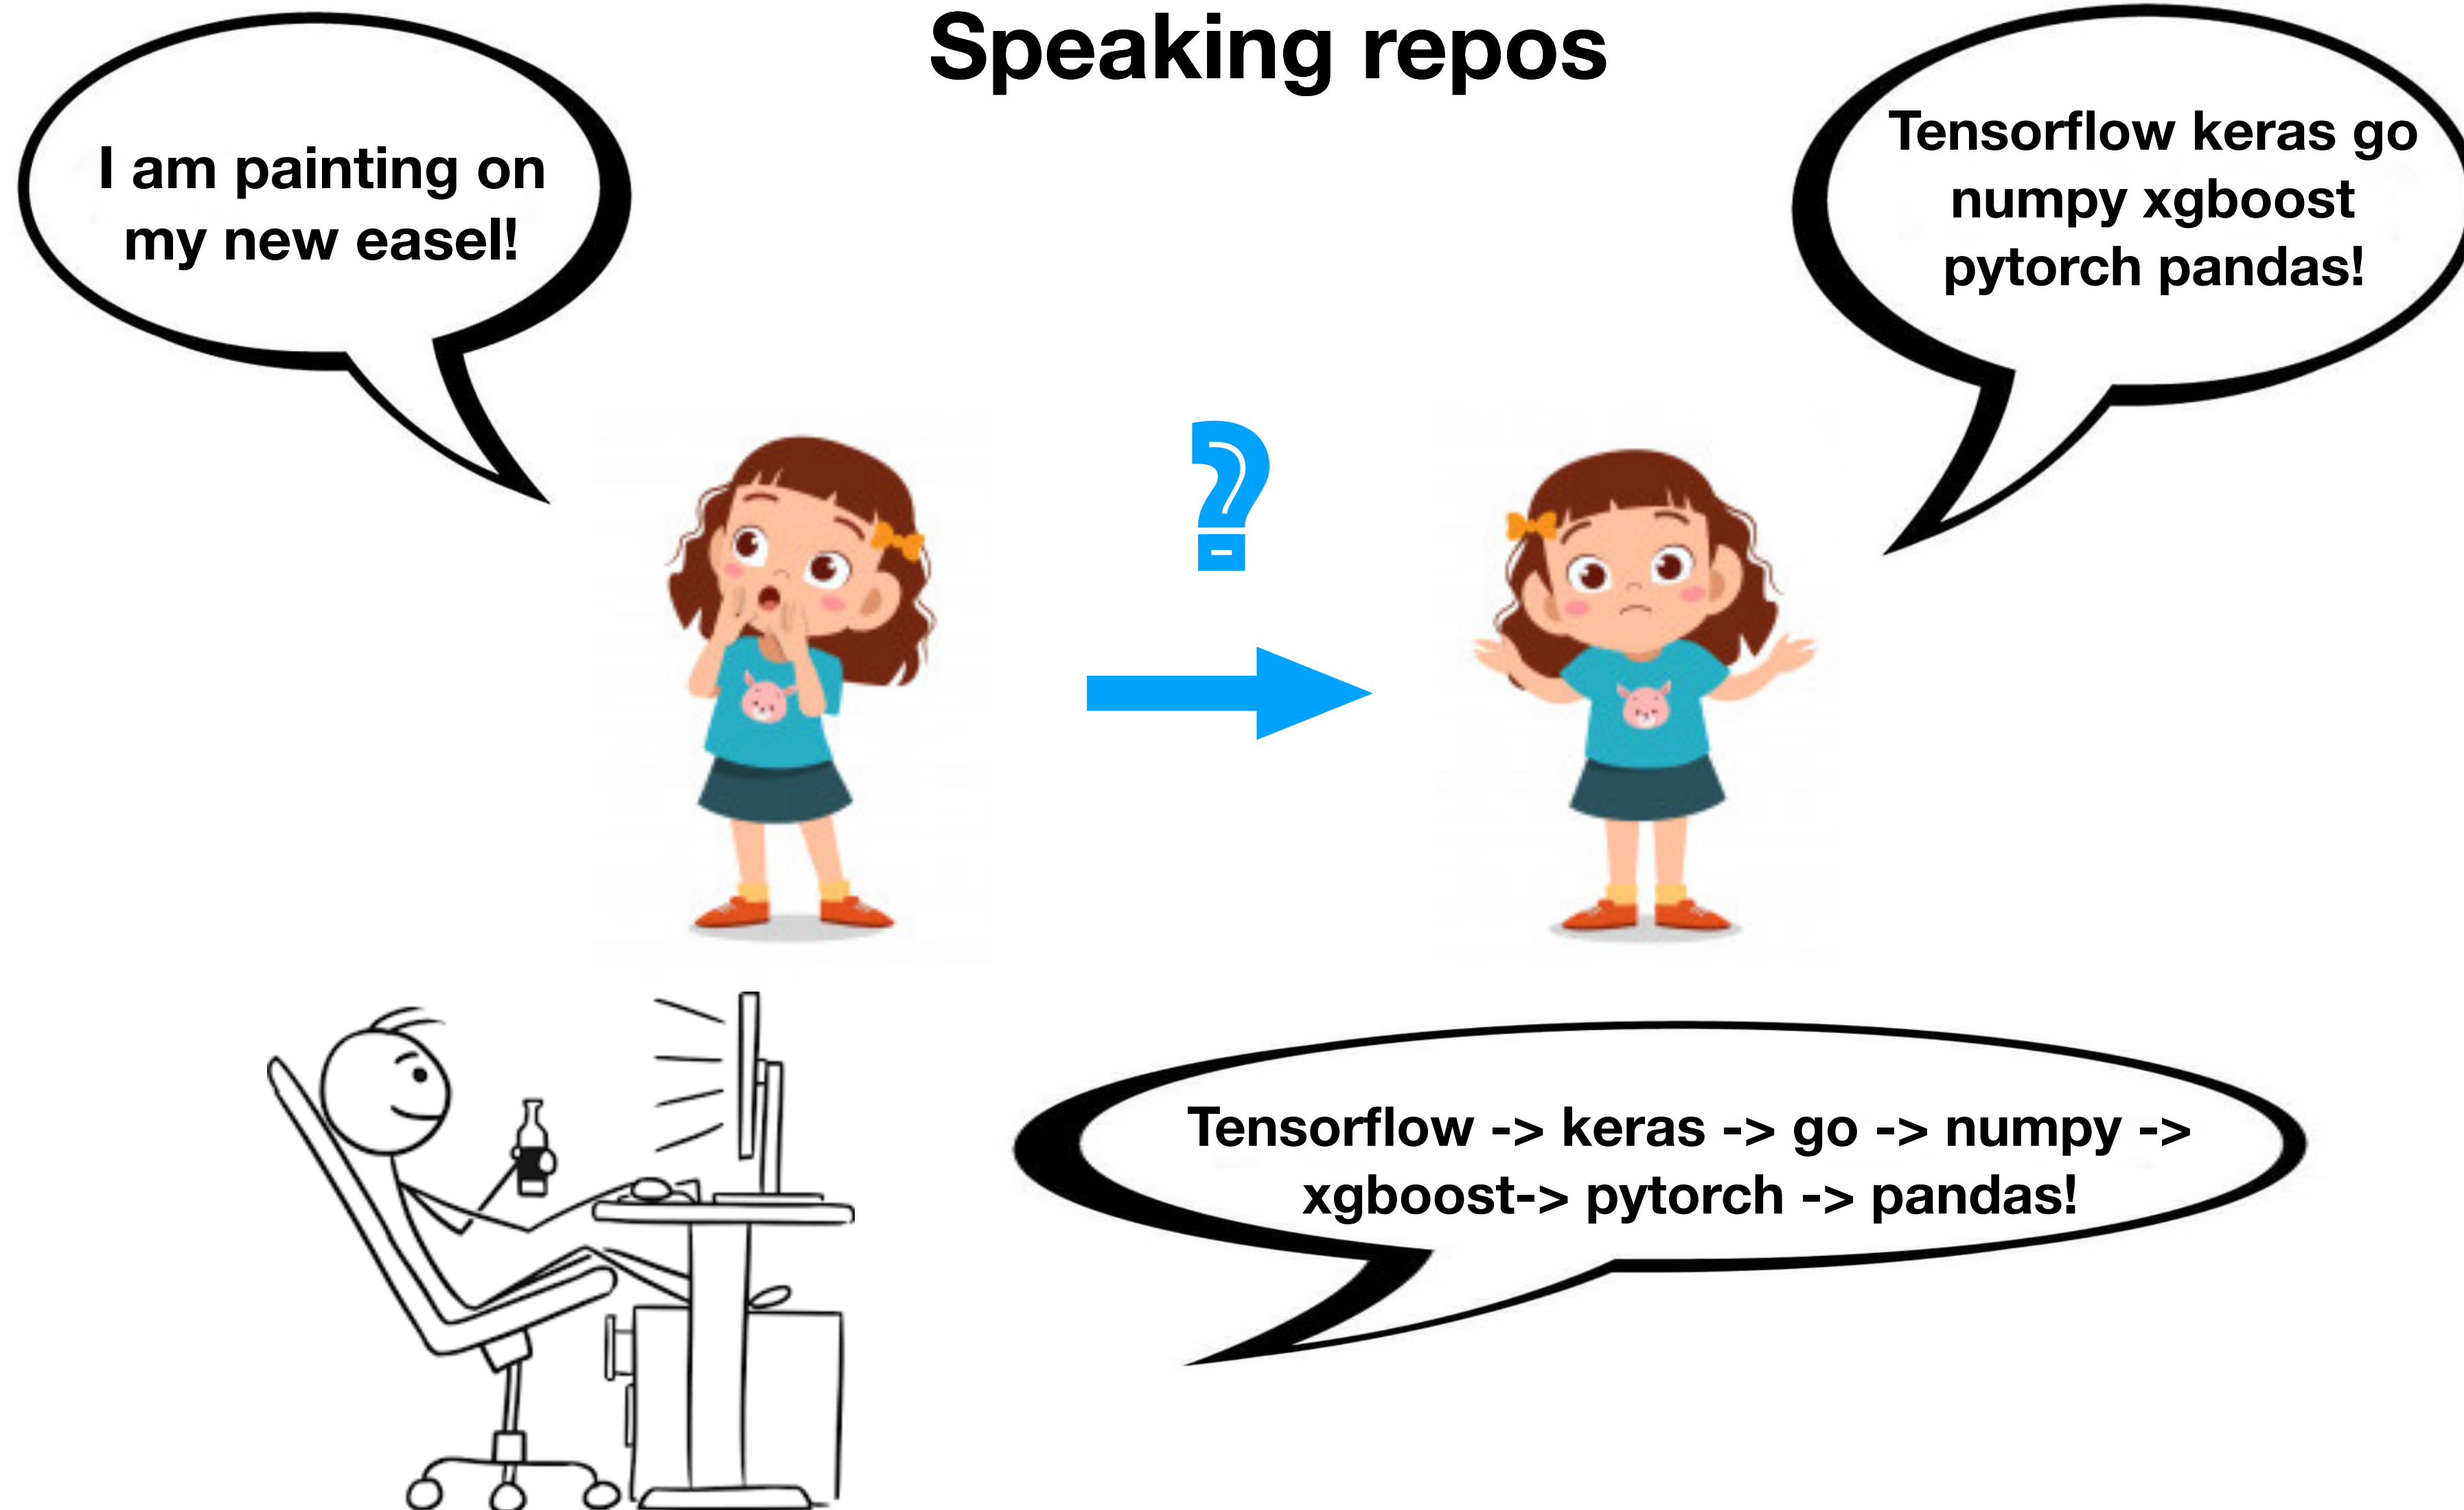 Speaking repos
I am painting on
my new easel!
Tensorflow keras go
numpy xgboost
pytorch pandas!
?
Tensorflow -> keras -> go -> numpy ->
xgboost-> pytorch -> pandas!